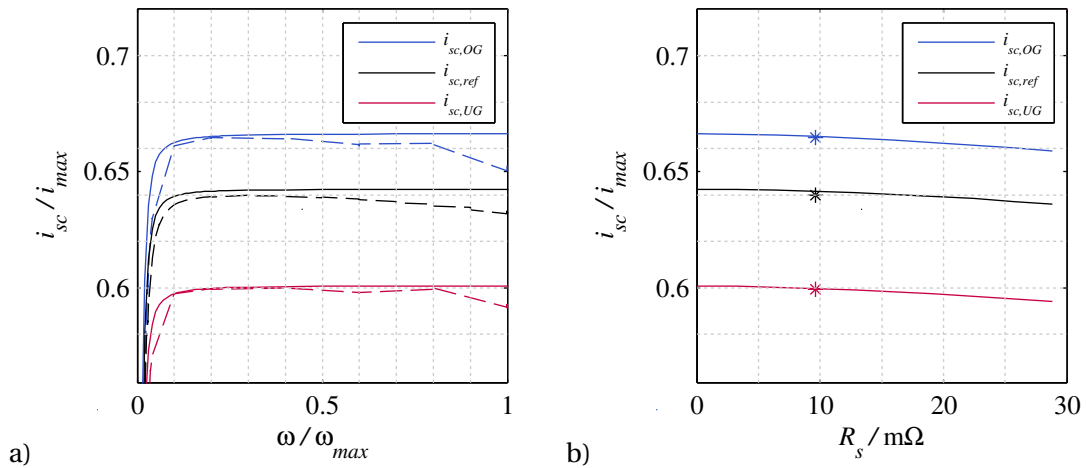 0.7
0.65
0.6
i_sc / i_max
i_sc,OG
i_sc,ref
i_sc,UG
0
0.5
1
ω / ω_max
a)
0.7
0.65
0.6
i_sc / i_max
i_sc,OG
i_sc,ref
i_sc,UG
0
10
20
30
R_s / mΩ
b)